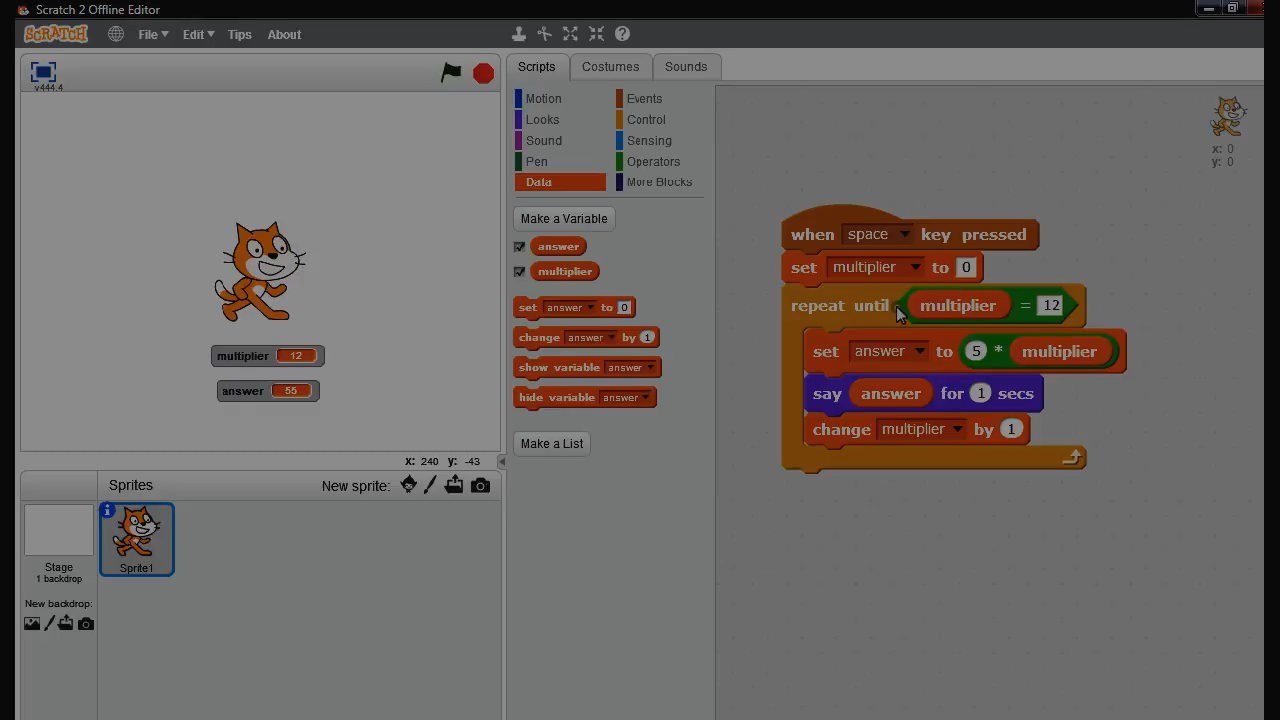 Scratch 2 Offline Editor
SCRATCH File Edit Tips About
v444.4
Scripts Costumes Sounds
Motion Events
Looks Control
Sound Sensing
Pen Operators
Data More Blocks
Make a Variable
answer
multiplier
set answer to 0
change answer by 1
show variable answer
hide variable answer
Make a List
multiplier 12
answer 55
x: 240 y: -43
Sprites New sprite:
Stage
1 backdrop
New backdrop:
i
Sprite1
x: 0
y: 0
when space key pressed
set multiplier to 0
repeat until multiplier = 12
set answer to 5 * multiplier
say answer for 1 secs
change multiplier by 1